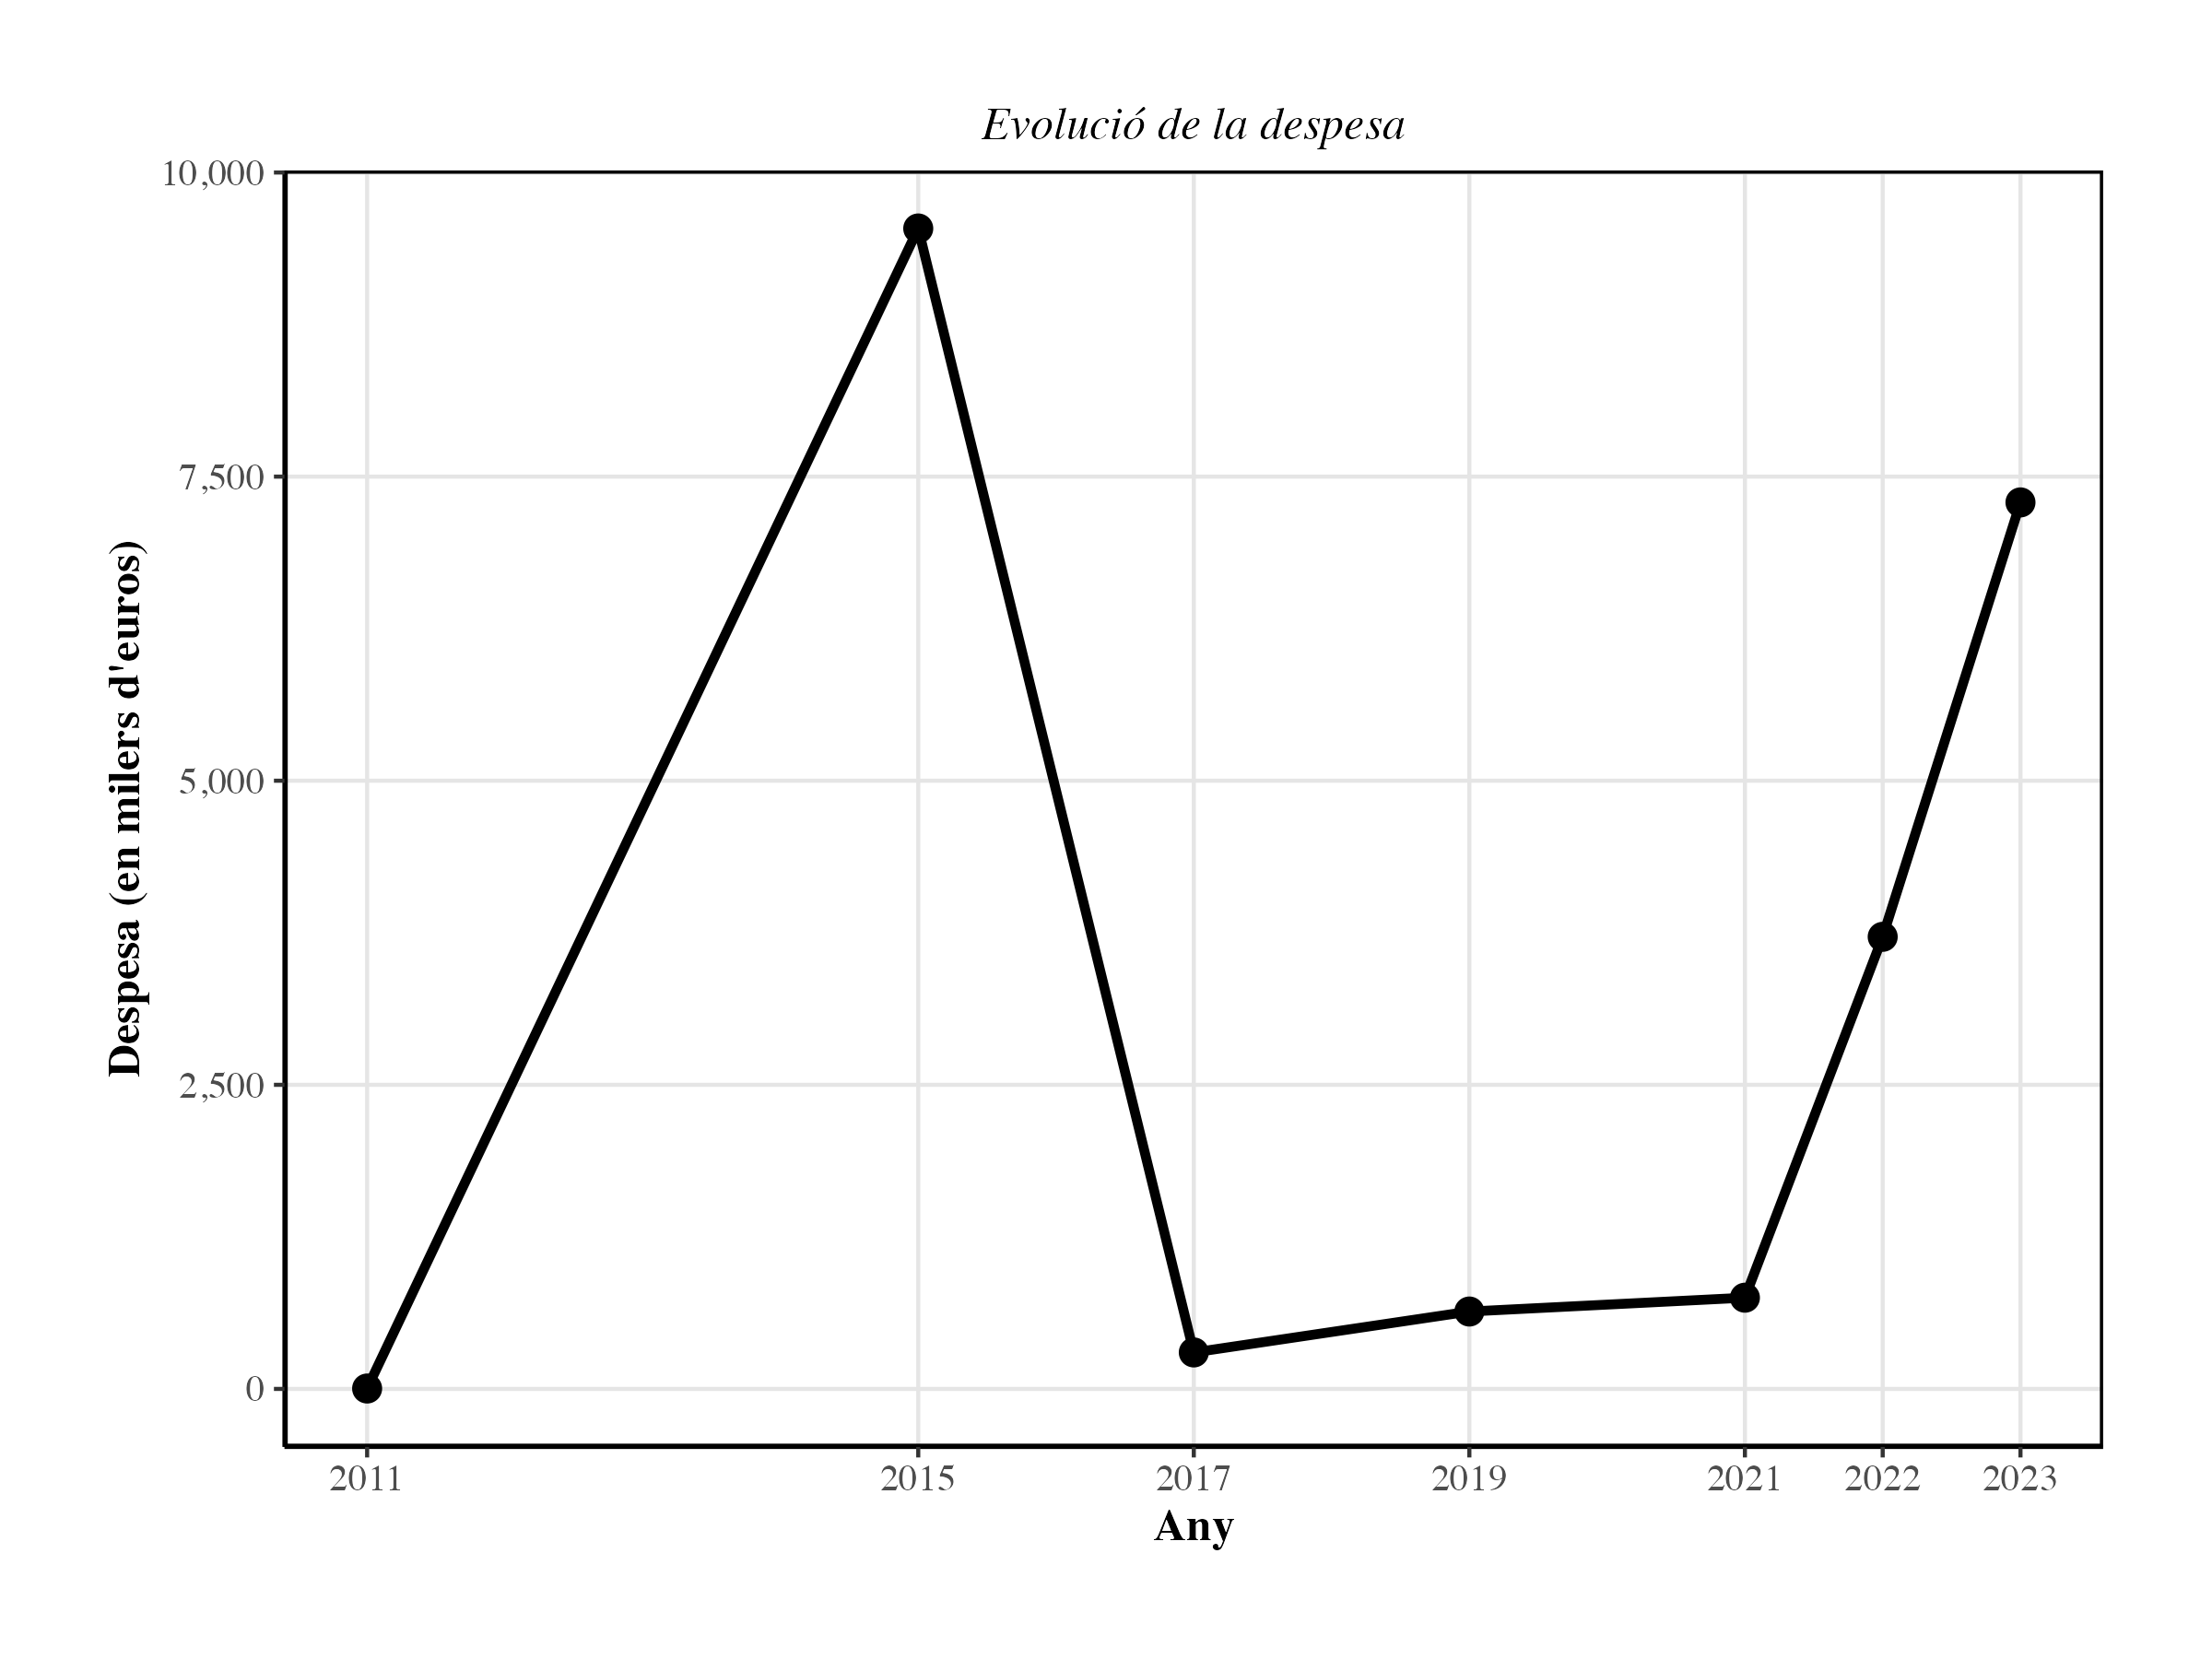 Evolució de la despesa
10,000
7,500
5,000
2,500
0
Despesa (en milers d'euros)
2011 2015 2017 2019 2021 2022 2023
Any